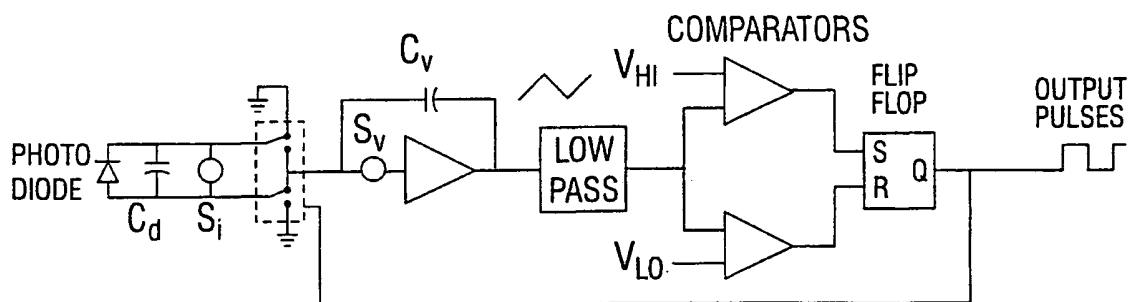 COMPARATORS
C_v
V_HI
FLIP
FLOP
OUTPUT
PULSES
S_v
PHOTO
DIODE
LOW
PASS
S
Q
R
C_d
S_i
V_LO